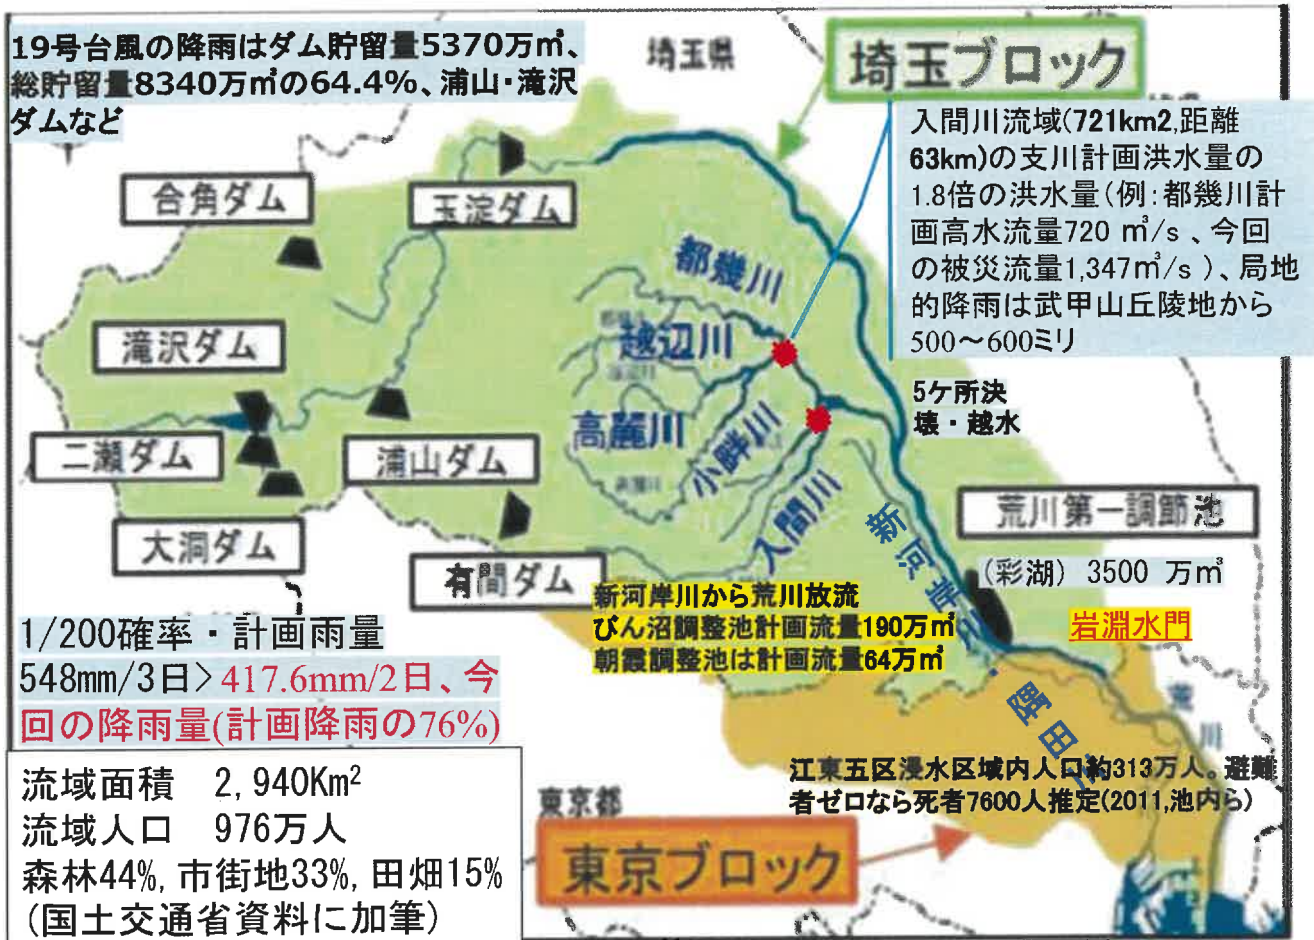 19号台風の降雨はダム貯留量5370万㎥、
総貯留量8340万㎥の64.4%、浦山・滝沢
ダムなど
埼玉県
埼玉ブロック
入間川流域(721km2,距離
63km)の支川計画洪水量の
1.8倍の洪水量(例:都幾川計
画高水流量720 ㎥/s 、今回
の被災流量1,347㎥/s )、局地
的降雨は武甲山丘陵地から
500～600ミリ
合角ダム
玉淀ダム
都幾川
越辺川
滝沢ダム
高麗川
小畔川
5ケ所決
壊・越水
二瀬ダム
浦山ダム
入間川
新河岸川・隅田川
荒川第一調節池
大洞ダム
有間ダム
(彩湖) 3500 万㎥
新河岸川から荒川放流
びん沼調整池計画流量190万㎥
朝霞調整池は計画流量64万㎥
岩淵水門
1/200確率・計画雨量
548mm/3日>417.6mm/2日、今
回の降雨量(計画降雨の76%)
荒川
流域面積 2,940Km²
流域人口 976万人
森林44%, 市街地33%, 田畑15%
(国土交通省資料に加筆)
江東五区浸水区域内人口約313万人。避難
者ゼロなら死者7600人推定(2011,池内ら)
東京都
東京ブロック